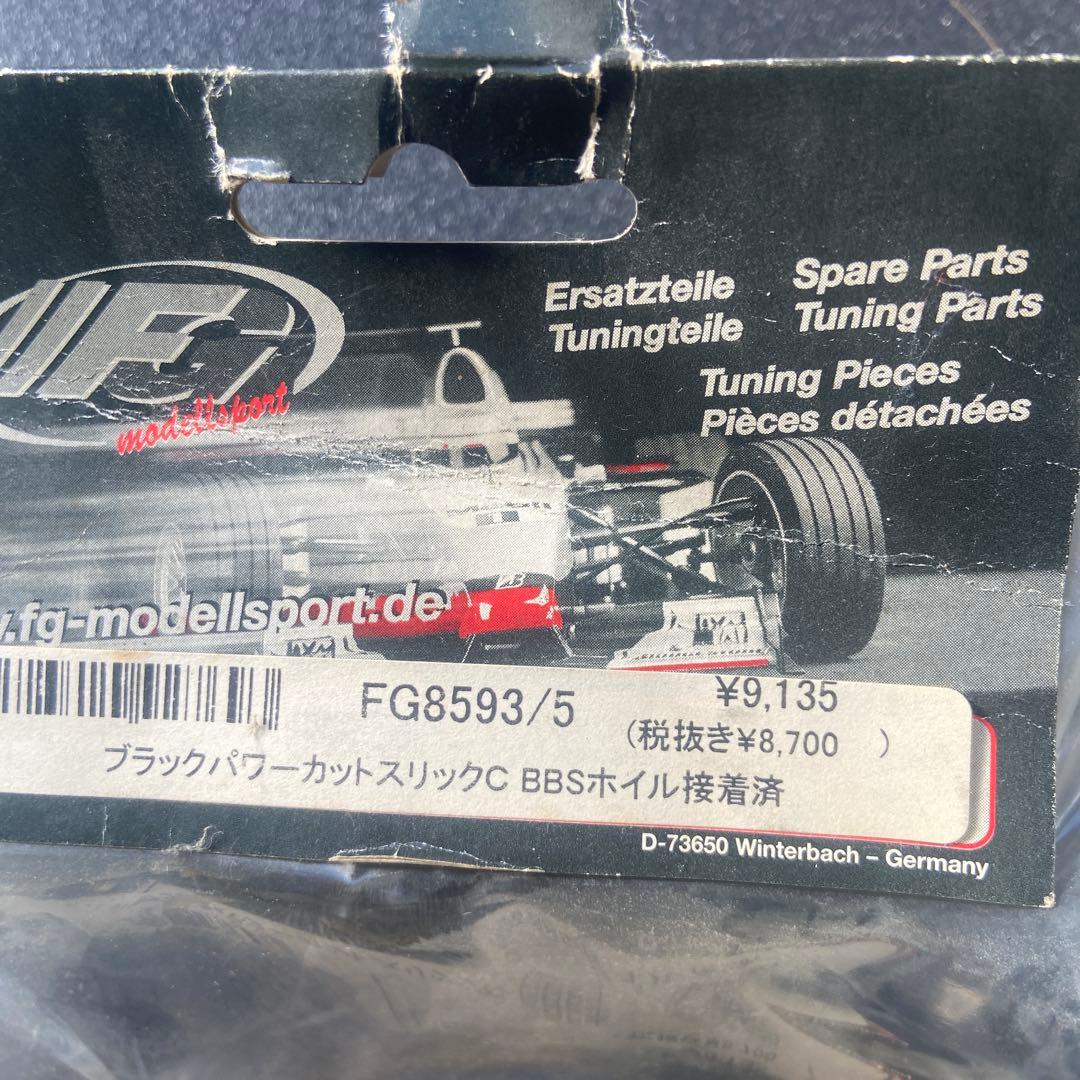 FG
modellsport
Ersatzteile
Tuningteile
Spare Parts
Tuning Parts
Tuning Pieces
Pièces détachées
.fg-modellsport.de
FG8593/5
¥9,135
(税抜き¥8,700 )
ブラックパワーカットスリックC BBSホイル接着済
D-73650 Winterbach – Germany